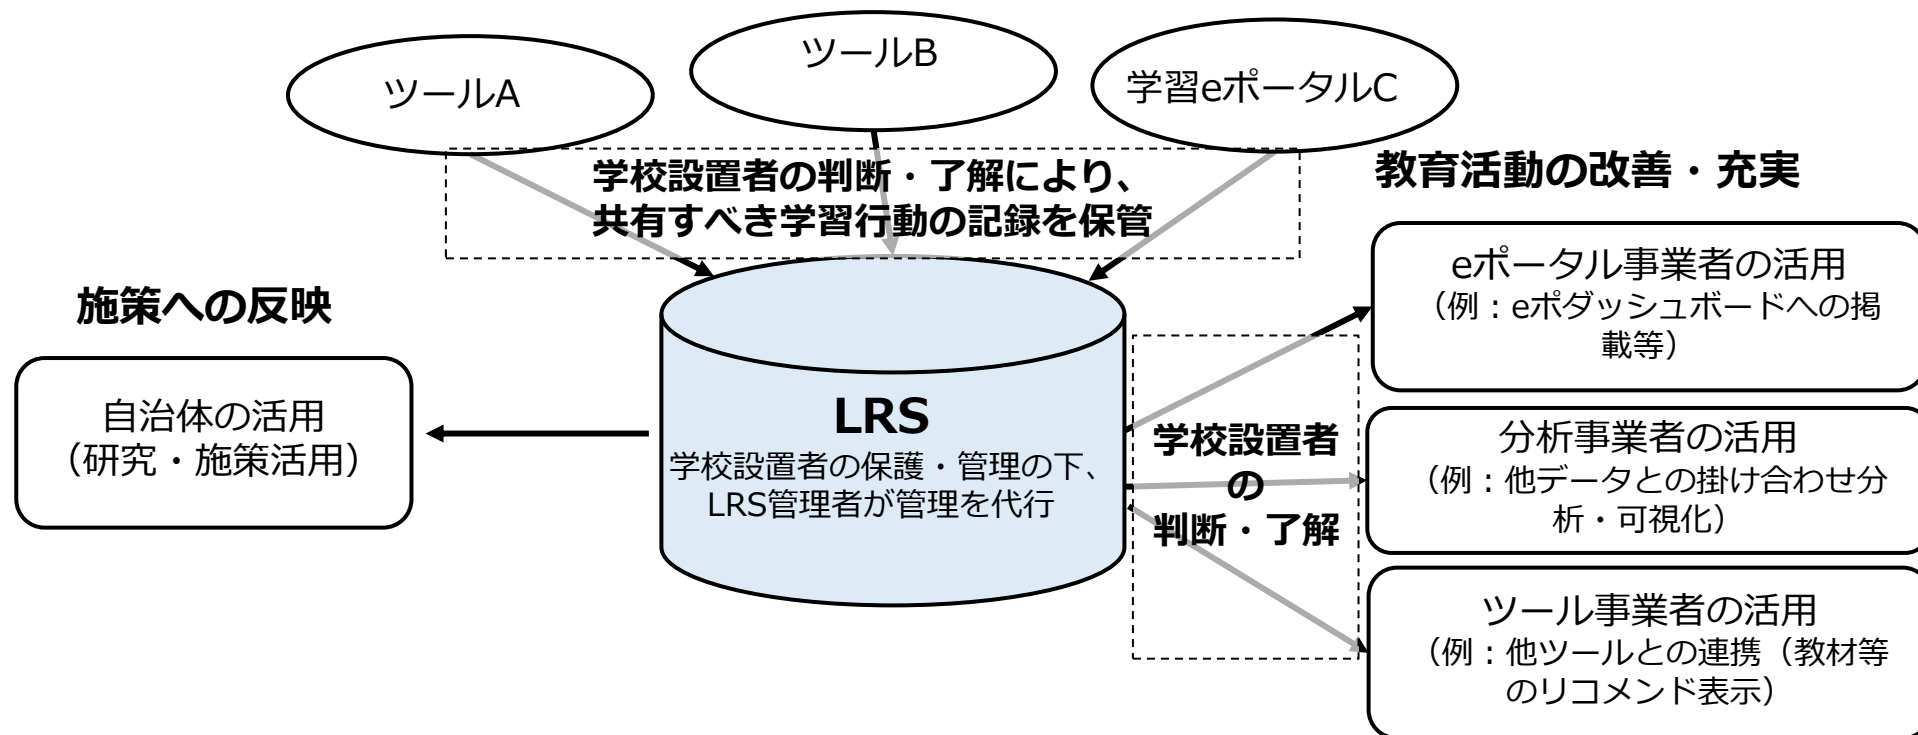 ツールA
ツールB
学習eポータルC
学校設置者の判断・了解により、
共有すべき学習行動の記録を保管
教育活動の改善・充実
施策への反映
自治体の活用
（研究・施策活用）
LRS
学校設置者の保護・管理の下、
LRS管理者が管理を代行
学校設置者
の
判断・了解
eポータル事業者の活用
（例：eポダッシュボードへの掲
載等）
分析事業者の活用
（例：他データとの掛け合わせ分
析・可視化）
ツール事業者の活用
（例：他ツールとの連携（教材等
のリコメンド表示）